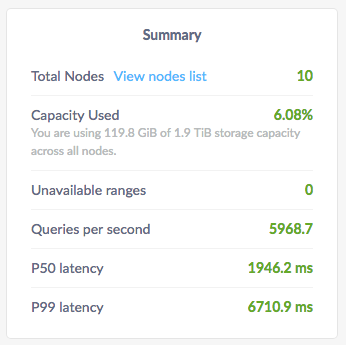 Summary
Total Nodes View nodes list 10
Capacity Used 6.08%
You are using 119.8 GiB of 1.9 TiB storage capacity
across all nodes.
Unavailable ranges 0
Queries per second 5968.7
P50 latency 1946.2 ms
P99 latency 6710.9 ms